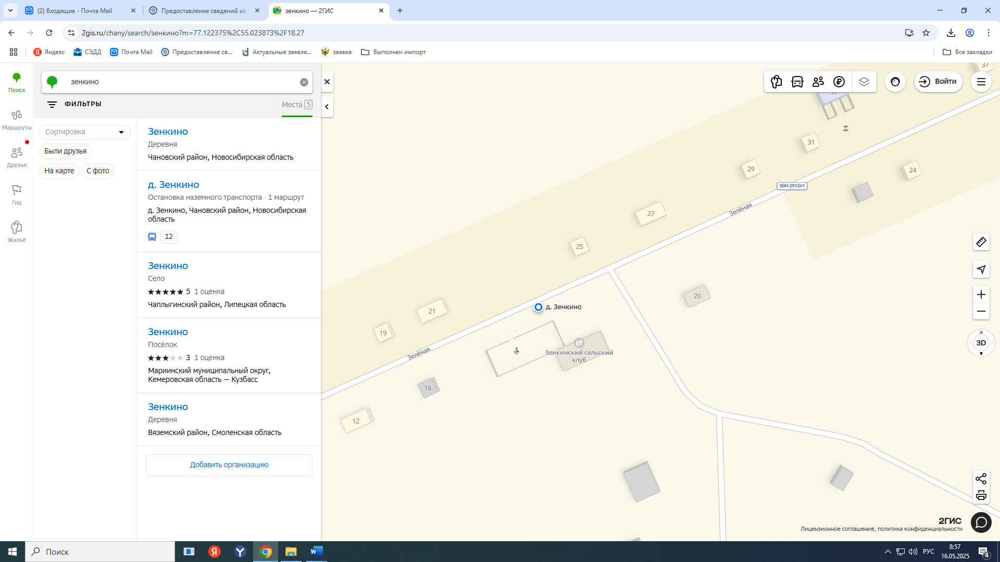 (2) Входящие - Почта Mail
Предоставление сведений из
зенкино — 2ГИС
2gis.ru/chany/search/зенкино?m=77.122375%2C55.023873%2F18.27
Яндекс
СЭДД
Почта Mail
Предоставление св...
Актуальные заявле...
заявка
Выполнен импорт
Все закладки
Поиск
Маршруты
Друзья
Гид
Жильё
зенкино
ФИЛЬТРЫ
Места 5
Сортировка
Были друзья
На карте
С фото
Зенкино
Деревня
Чановский район, Новосибирская область
д. Зенкино
Остановка наземного транспорта · 1 маршрут
д. Зенкино, Чановский район, Новосибирская
область
12
Зенкино
Село
5 1 оценка
Чаплыгинский район, Липецкая область
Зенкино
Посёлок
3 1 оценка
Мариинский муниципальный округ,
Кемеровская область — Кузбасс
Зенкино
Деревня
Вяземский район, Смоленская область
Добавить организацию
Войти
37
31
29
24
50Н-2912п1
Зелёная
27
25
20
д. Зенкино
21
19
Зелёная
Зенкинский сельский
клуб
18
12
3D
2ГИС
Лицензионное соглашение, политика конфиденциальности
Поиск
РУС
8:57
16.05.2025
4